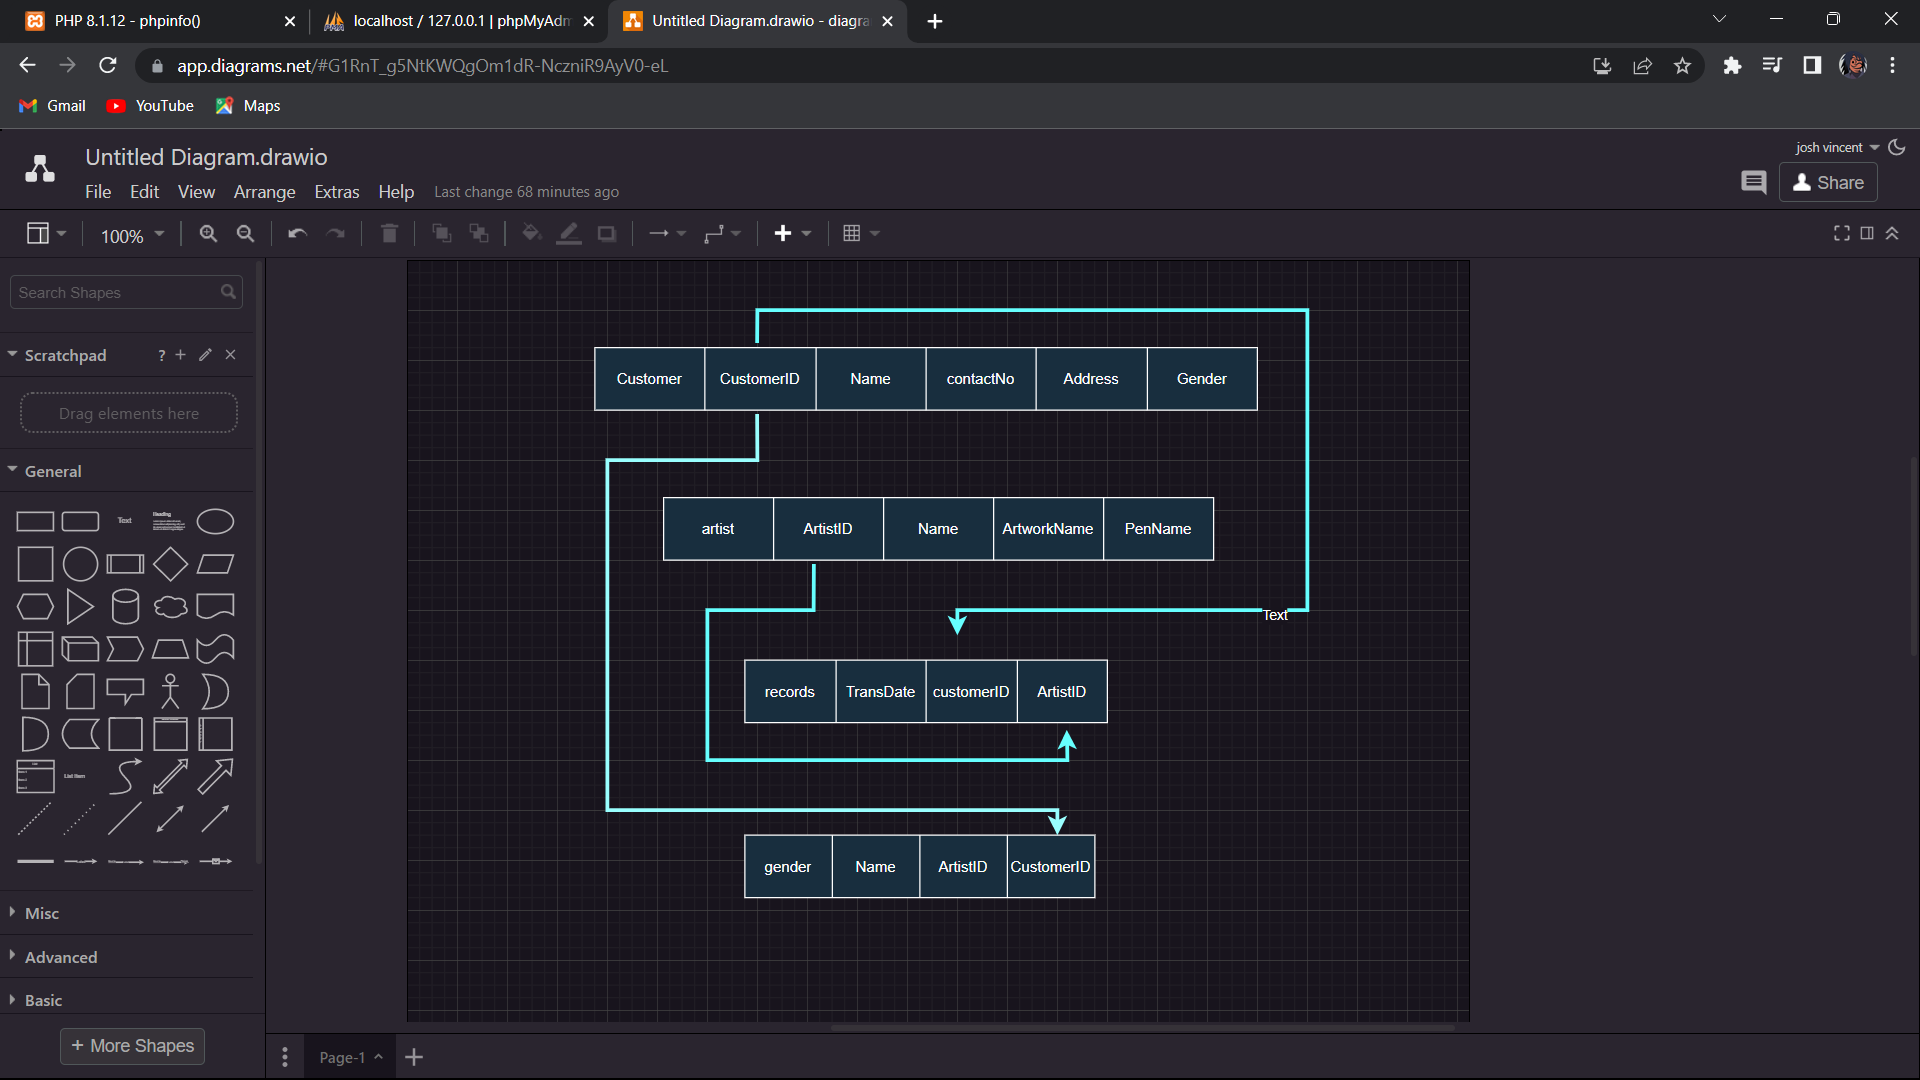 PHP 8.1.12 - phpinfo()
localhost / 127.0.0.1 | phpMyAdm
Untitled Diagram.drawio - diagra
app.diagrams.net/#G1RnT_g5NtKWQgOm1dR-NczniR9AyV0-eL
Gmail
YouTube
Maps
Untitled Diagram.drawio
josh vincent
File Edit View Arrange Extras Help Last change 68 minutes ago
Share
100%
Search Shapes
Scratchpad ?
Drag elements here
General
Text
Heading
List Item
Misc
Advanced
Basic
+ More Shapes
Customer CustomerID Name contactNo Address Gender
artist ArtistID Name ArtworkName PenName
Text
records TransDate customerID ArtistID
gender Name ArtistID CustomerID
Page-1